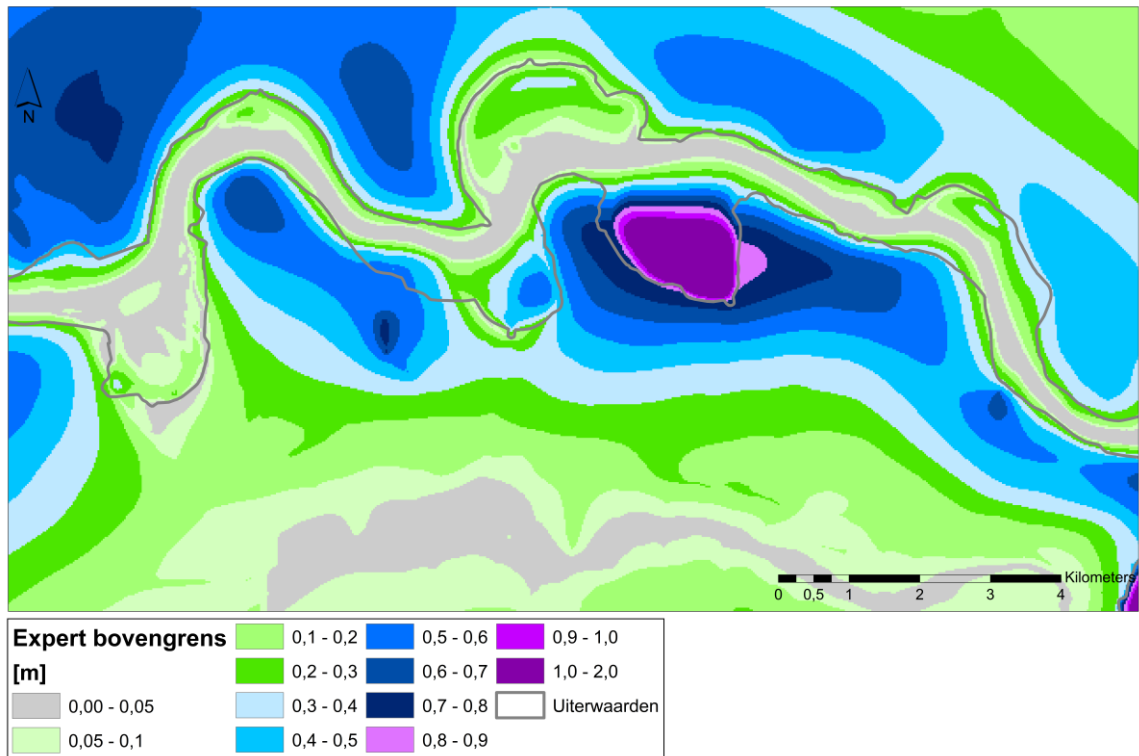 N
Kilometers
0 0,5 1 2 3 4
Expert bovengrens
[m]
0,00 - 0,05
0,05 - 0,1
0,1 - 0,2
0,2 - 0,3
0,3 - 0,4
0,4 - 0,5
0,5 - 0,6
0,6 - 0,7
0,7 - 0,8
0,8 - 0,9
0,9 - 1,0
1,0 - 2,0
Uiterwaarden